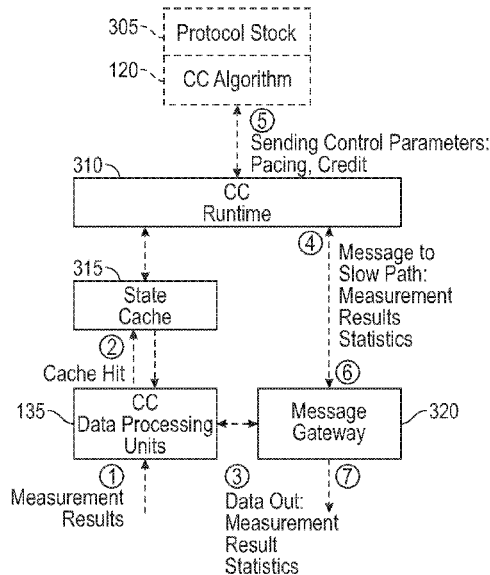 305
Protocol Stock
120
CC Algorithm
5
Sending Control Parameters:
Pacing, Credit
310
CC
Runtime
4
Message to
Slow Path:
Measurement
Results
Statistics
315
State
Cache
2
Cache Hit
6
135
CC
Data Processing
Units
Message
Gateway
320
1
Measurement
Results
3
Data Out:
Measurement
Result
Statistics
7